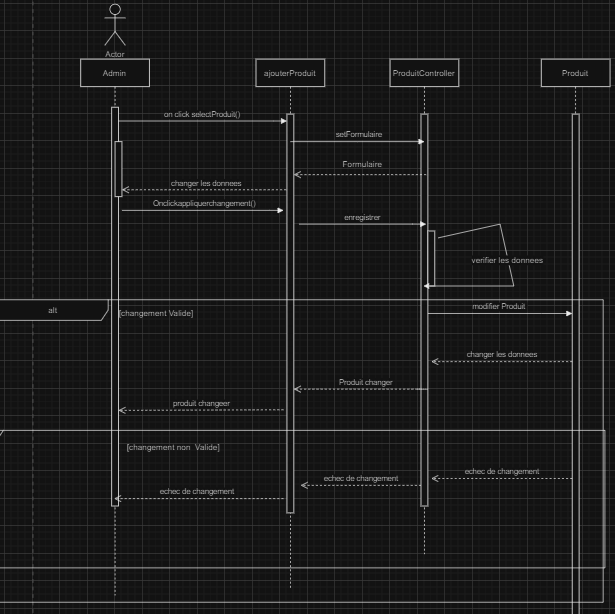 Actor
Admin
ajouterProduit
ProduitController
Produit
on click selectProduit()
setFormulaire
Formulaire
changer les donnees
Onclickappliquerchangement()
enregistrer
verifier les donnees
alt
[changement Valide]
modifier Produit
changer les donnees
Produit changer
produit changeer
[changement non Valide]
echec de changement
echec de changement
echec de changement